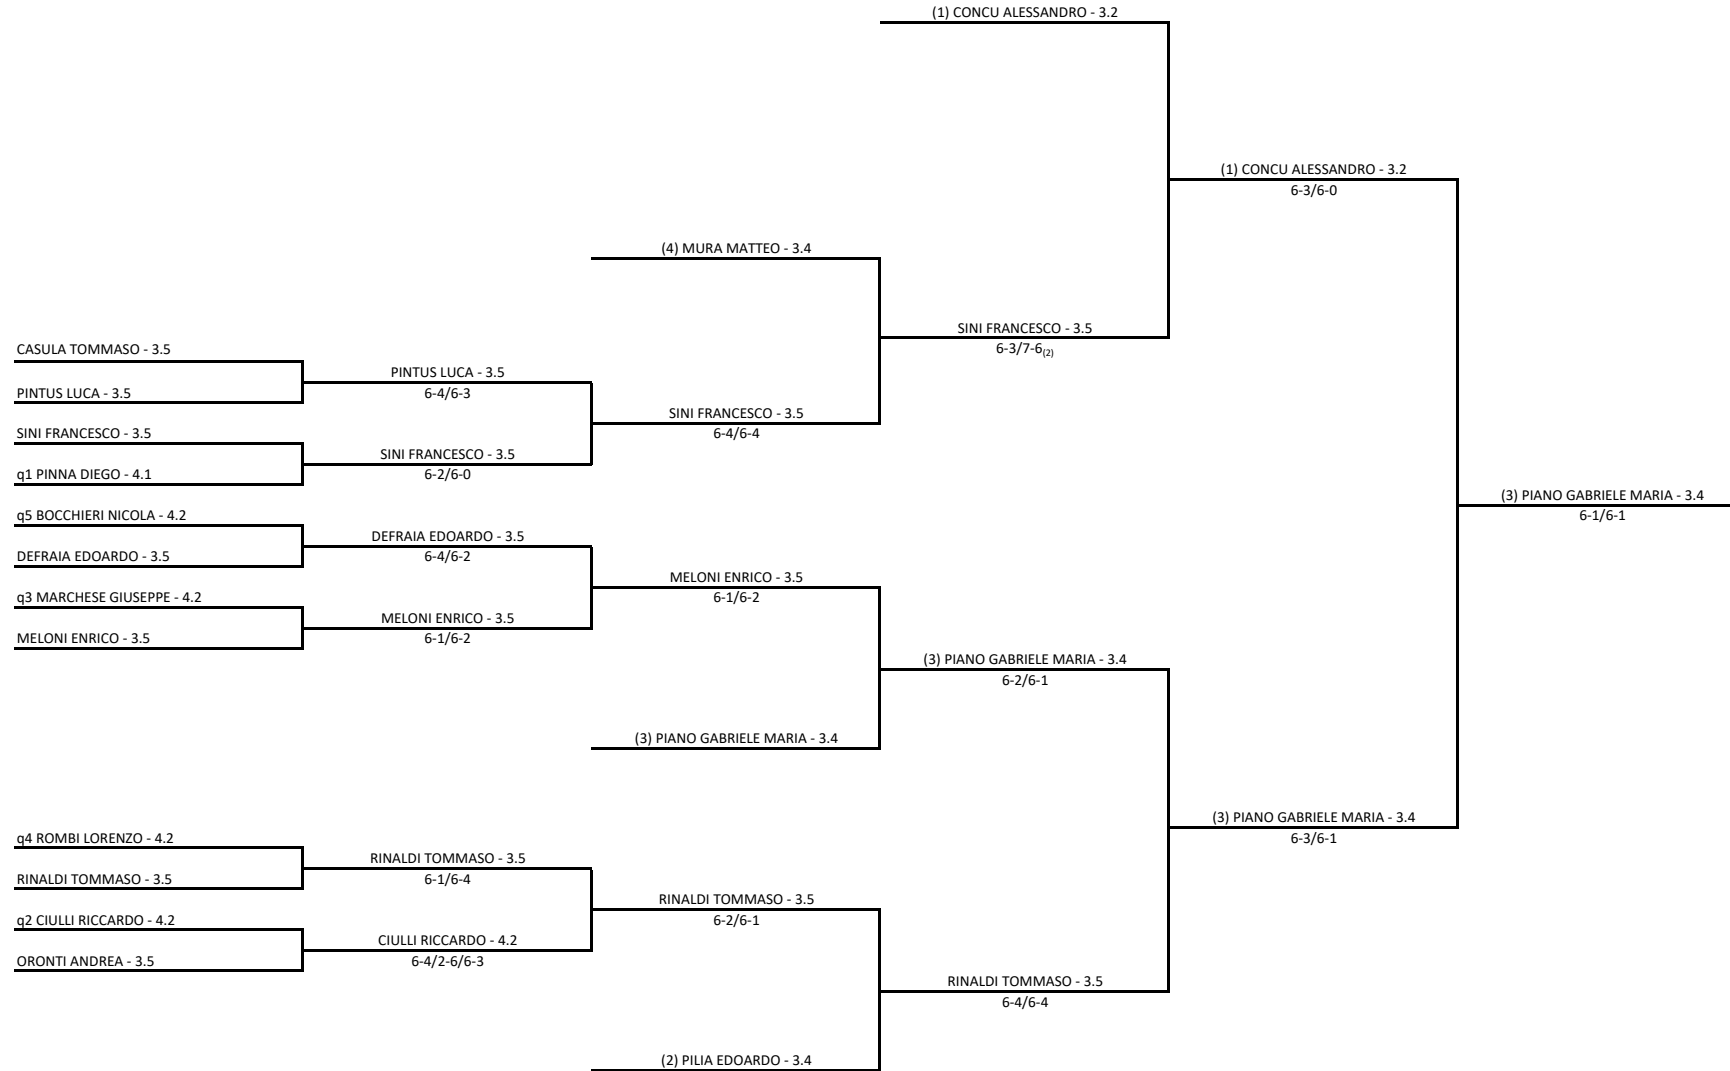 (1) CONCU ALESSANDRO - 3.2
(1) CONCU ALESSANDRO - 3.2
6-3/6-0
(4) MURA MATTEO - 3.4
SINI FRANCESCO - 3.5
6-3/7-6(2)
CASULA TOMMASO - 3.5
PINTUS LUCA - 3.5
6-4/6-3
PINTUS LUCA - 3.5
SINI FRANCESCO - 3.5
6-4/6-4
SINI FRANCESCO - 3.5
SINI FRANCESCO - 3.5
6-2/6-0
q1 PINNA DIEGO - 4.1
(3) PIANO GABRIELE MARIA - 3.4
6-1/6-1
q5 BOCCHIERI NICOLA - 4.2
DEFRAIA EDOARDO - 3.5
6-4/6-2
DEFRAIA EDOARDO - 3.5
MELONI ENRICO - 3.5
6-1/6-2
q3 MARCHESE GIUSEPPE - 4.2
MELONI ENRICO - 3.5
6-1/6-2
MELONI ENRICO - 3.5
(3) PIANO GABRIELE MARIA - 3.4
6-2/6-1
(3) PIANO GABRIELE MARIA - 3.4
(3) PIANO GABRIELE MARIA - 3.4
6-3/6-1
q4 ROMBI LORENZO - 4.2
RINALDI TOMMASO - 3.5
6-1/6-4
RINALDI TOMMASO - 3.5
RINALDI TOMMASO - 3.5
6-2/6-1
q2 CIULLI RICCARDO - 4.2
CIULLI RICCARDO - 4.2
6-4/2-6/6-3
ORONTI ANDREA - 3.5
RINALDI TOMMASO - 3.5
6-4/6-4
(2) PILIA EDOARDO - 3.4